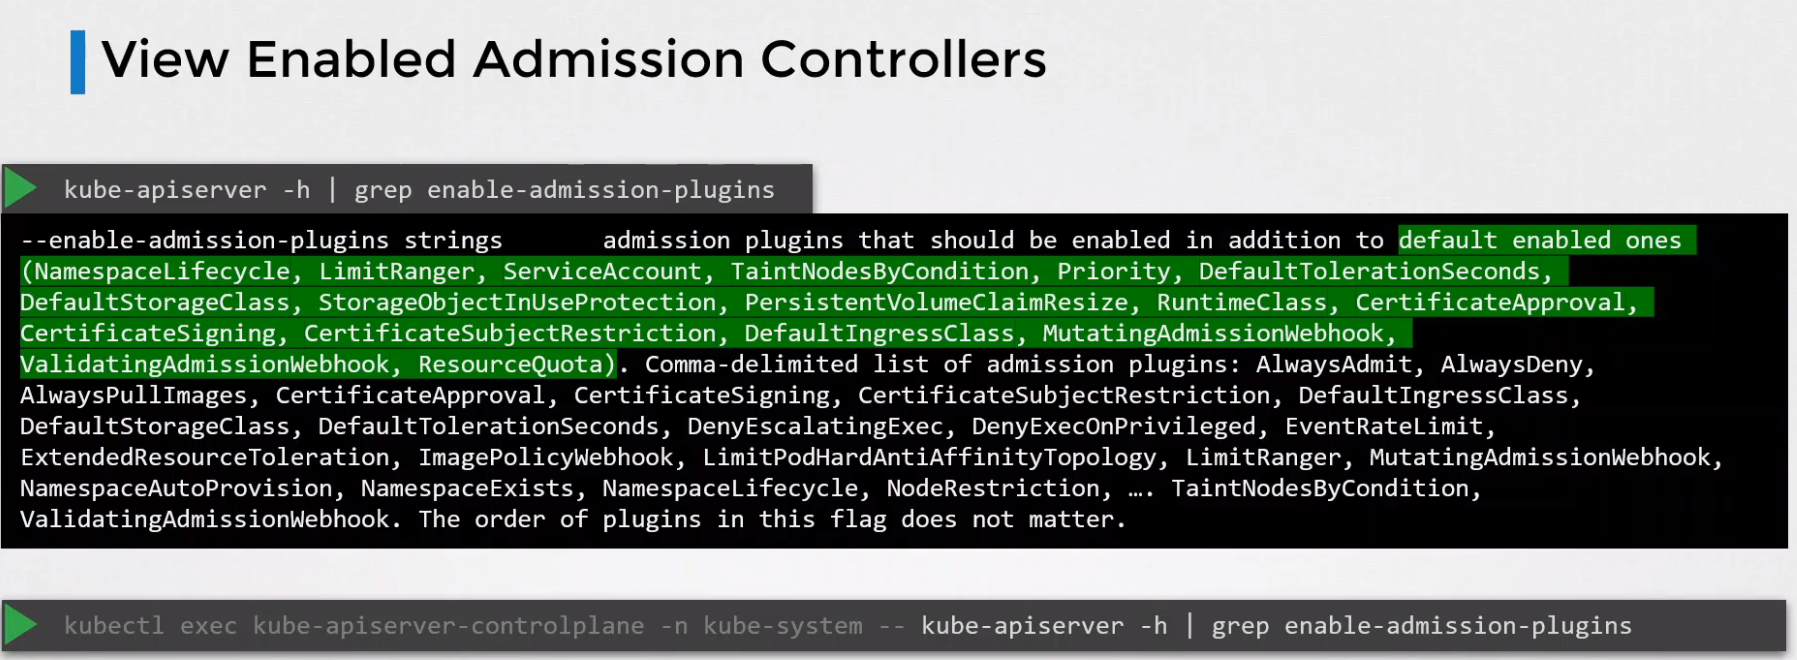 View Enabled Admission Controllers
kube-apiserver -h | grep enable-admission-plugins
--enable-admission-plugins strings admission plugins that should be enabled in addition to default enabled ones
(NamespaceLifecycle, LimitRanger, ServiceAccount, TaintNodesByCondition, Priority, DefaultTolerationSeconds,
DefaultStorageClass, StorageObjectInUseProtection, PersistentVolumeClaimResize, RuntimeClass, CertificateApproval,
CertificateSigning, CertificateSubjectRestriction, DefaultIngressClass, MutatingAdmissionWebhook,
ValidatingAdmissionWebhook, ResourceQuota). Comma-delimited list of admission plugins: AlwaysAdmit, AlwaysDeny,
AlwaysPullImages, CertificateApproval, CertificateSigning, CertificateSubjectRestriction, DefaultIngressClass,
DefaultStorageClass, DefaultTolerationSeconds, DenyEscalatingExec, DenyExecOnPrivileged, EventRateLimit,
ExtendedResourceToleration, ImagePolicyWebhook, LimitPodHardAntiAffinityTopology, LimitRanger, MutatingAdmissionWebhook,
NamespaceAutoProvision, NamespaceExists, NamespaceLifecycle, NodeRestriction, …. TaintNodesByCondition,
ValidatingAdmissionWebhook. The order of plugins in this flag does not matter.
kubectl exec kube-apiserver-controlplane -n kube-system -- kube-apiserver -h | grep enable-admission-plugins